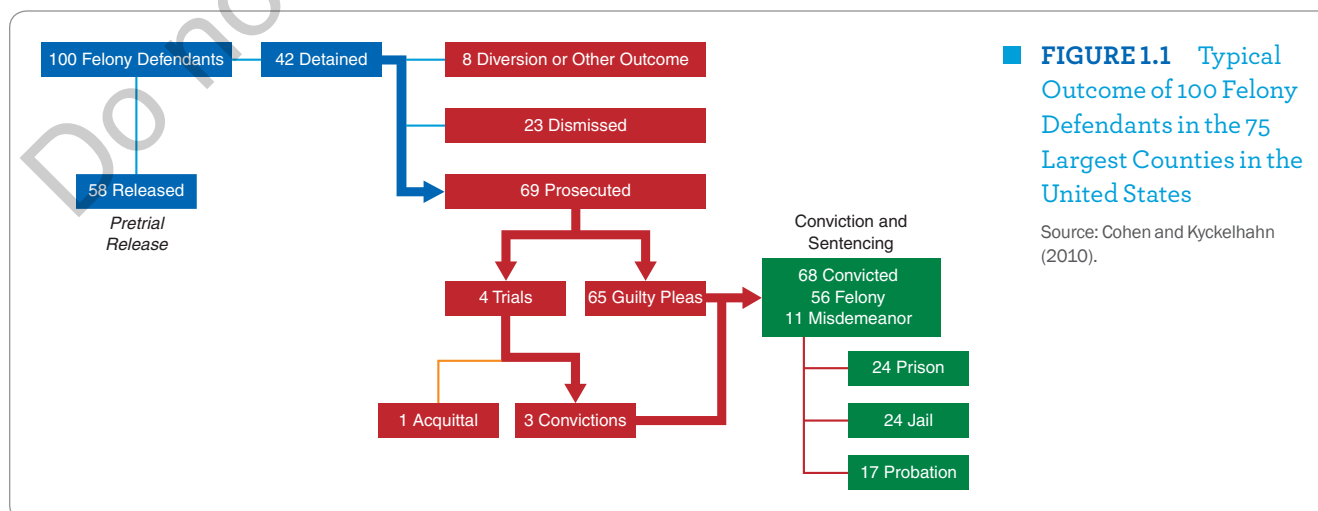 Do no
100 Felony Defendants
42 Detained
8 Diversion or Other Outcome
23 Dismissed
58 Released
69 Prosecuted
Pretrial
Release
Conviction and
Sentencing
4 Trials
65 Guilty Pleas
68 Convicted
56 Felony
11 Misdemeanor
24 Prison
1 Acquittal
3 Convictions
24 Jail
17 Probation
FIGURE 1.1 Typical
Outcome of 100 Felony
Defendants in the 75
Largest Counties in the
United States
Source: Cohen and Kyckelhahn
(2010).